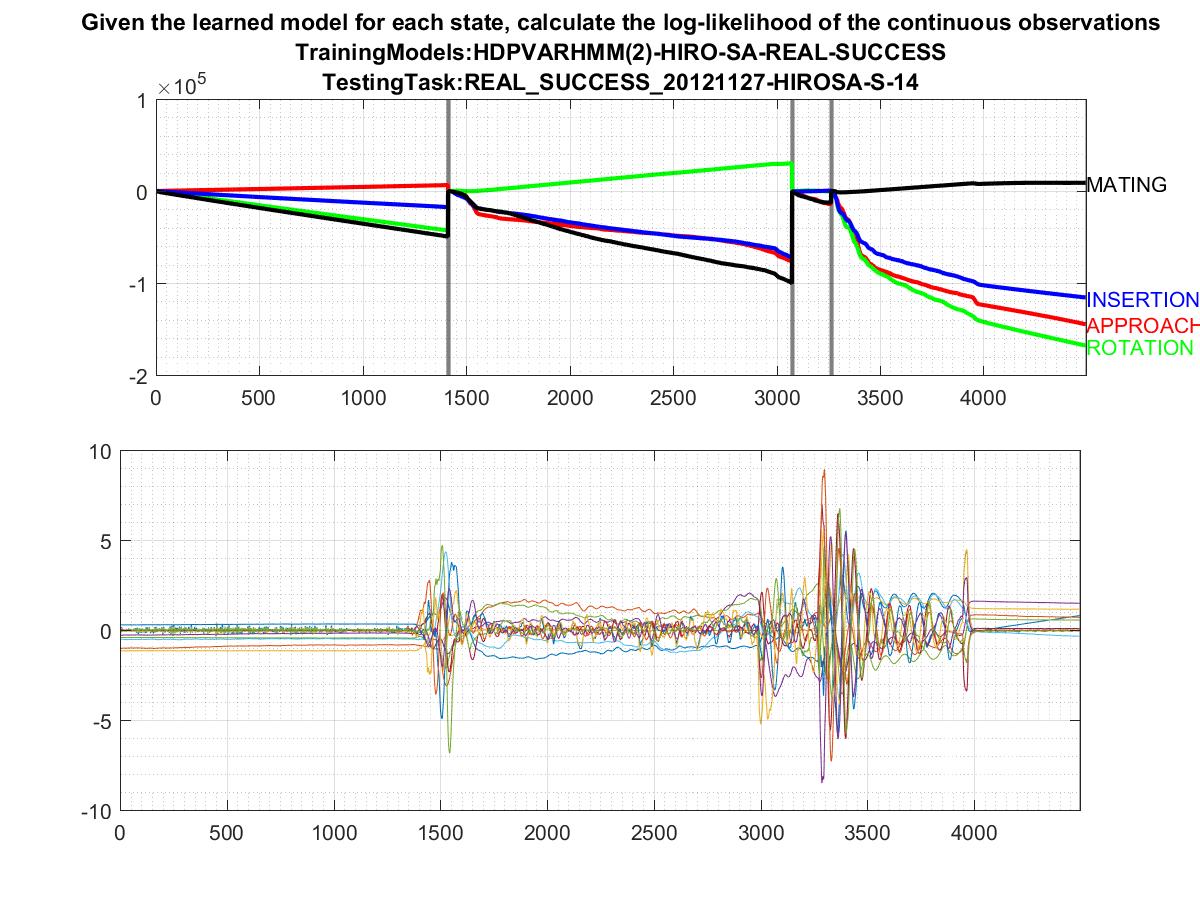 Given the learned model for each state, calculate the log-likelihood of the continuous observations
TrainingModels:HDPVARHMM(2)-HIRO-SA-REAL-SUCCESS
TestingTask:REAL_SUCCESS_20121127-HIROSA-S-14
×10^5
1
0
-1
-2
MATING
INSERTION
APPROACH
ROTATION
0 500 1000 1500 2000 2500 3000 3500 4000
10
5
0
-5
-10
0 500 1000 1500 2000 2500 3000 3500 4000